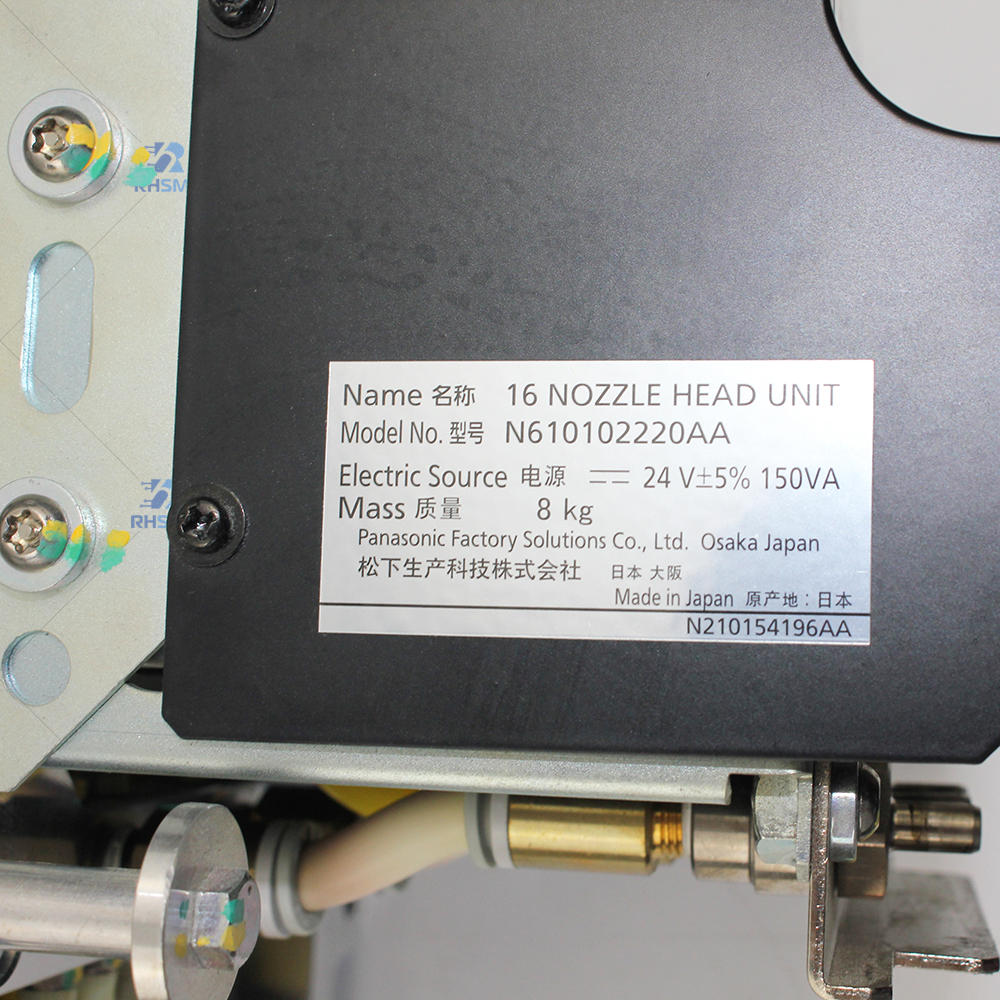 RHSM
RHS
Name 名称 16 NOZZLE HEAD UNIT
Model No. 型号 N610102220AA
Electric Source 电源 ⎓ 24 V±5% 150VA
Mass 质量 8 kg
Panasonic Factory Solutions Co., Ltd. Osaka Japan
松下生产科技株式会社 日本 大阪
Made in Japan 原产地：日本
N210154196AA